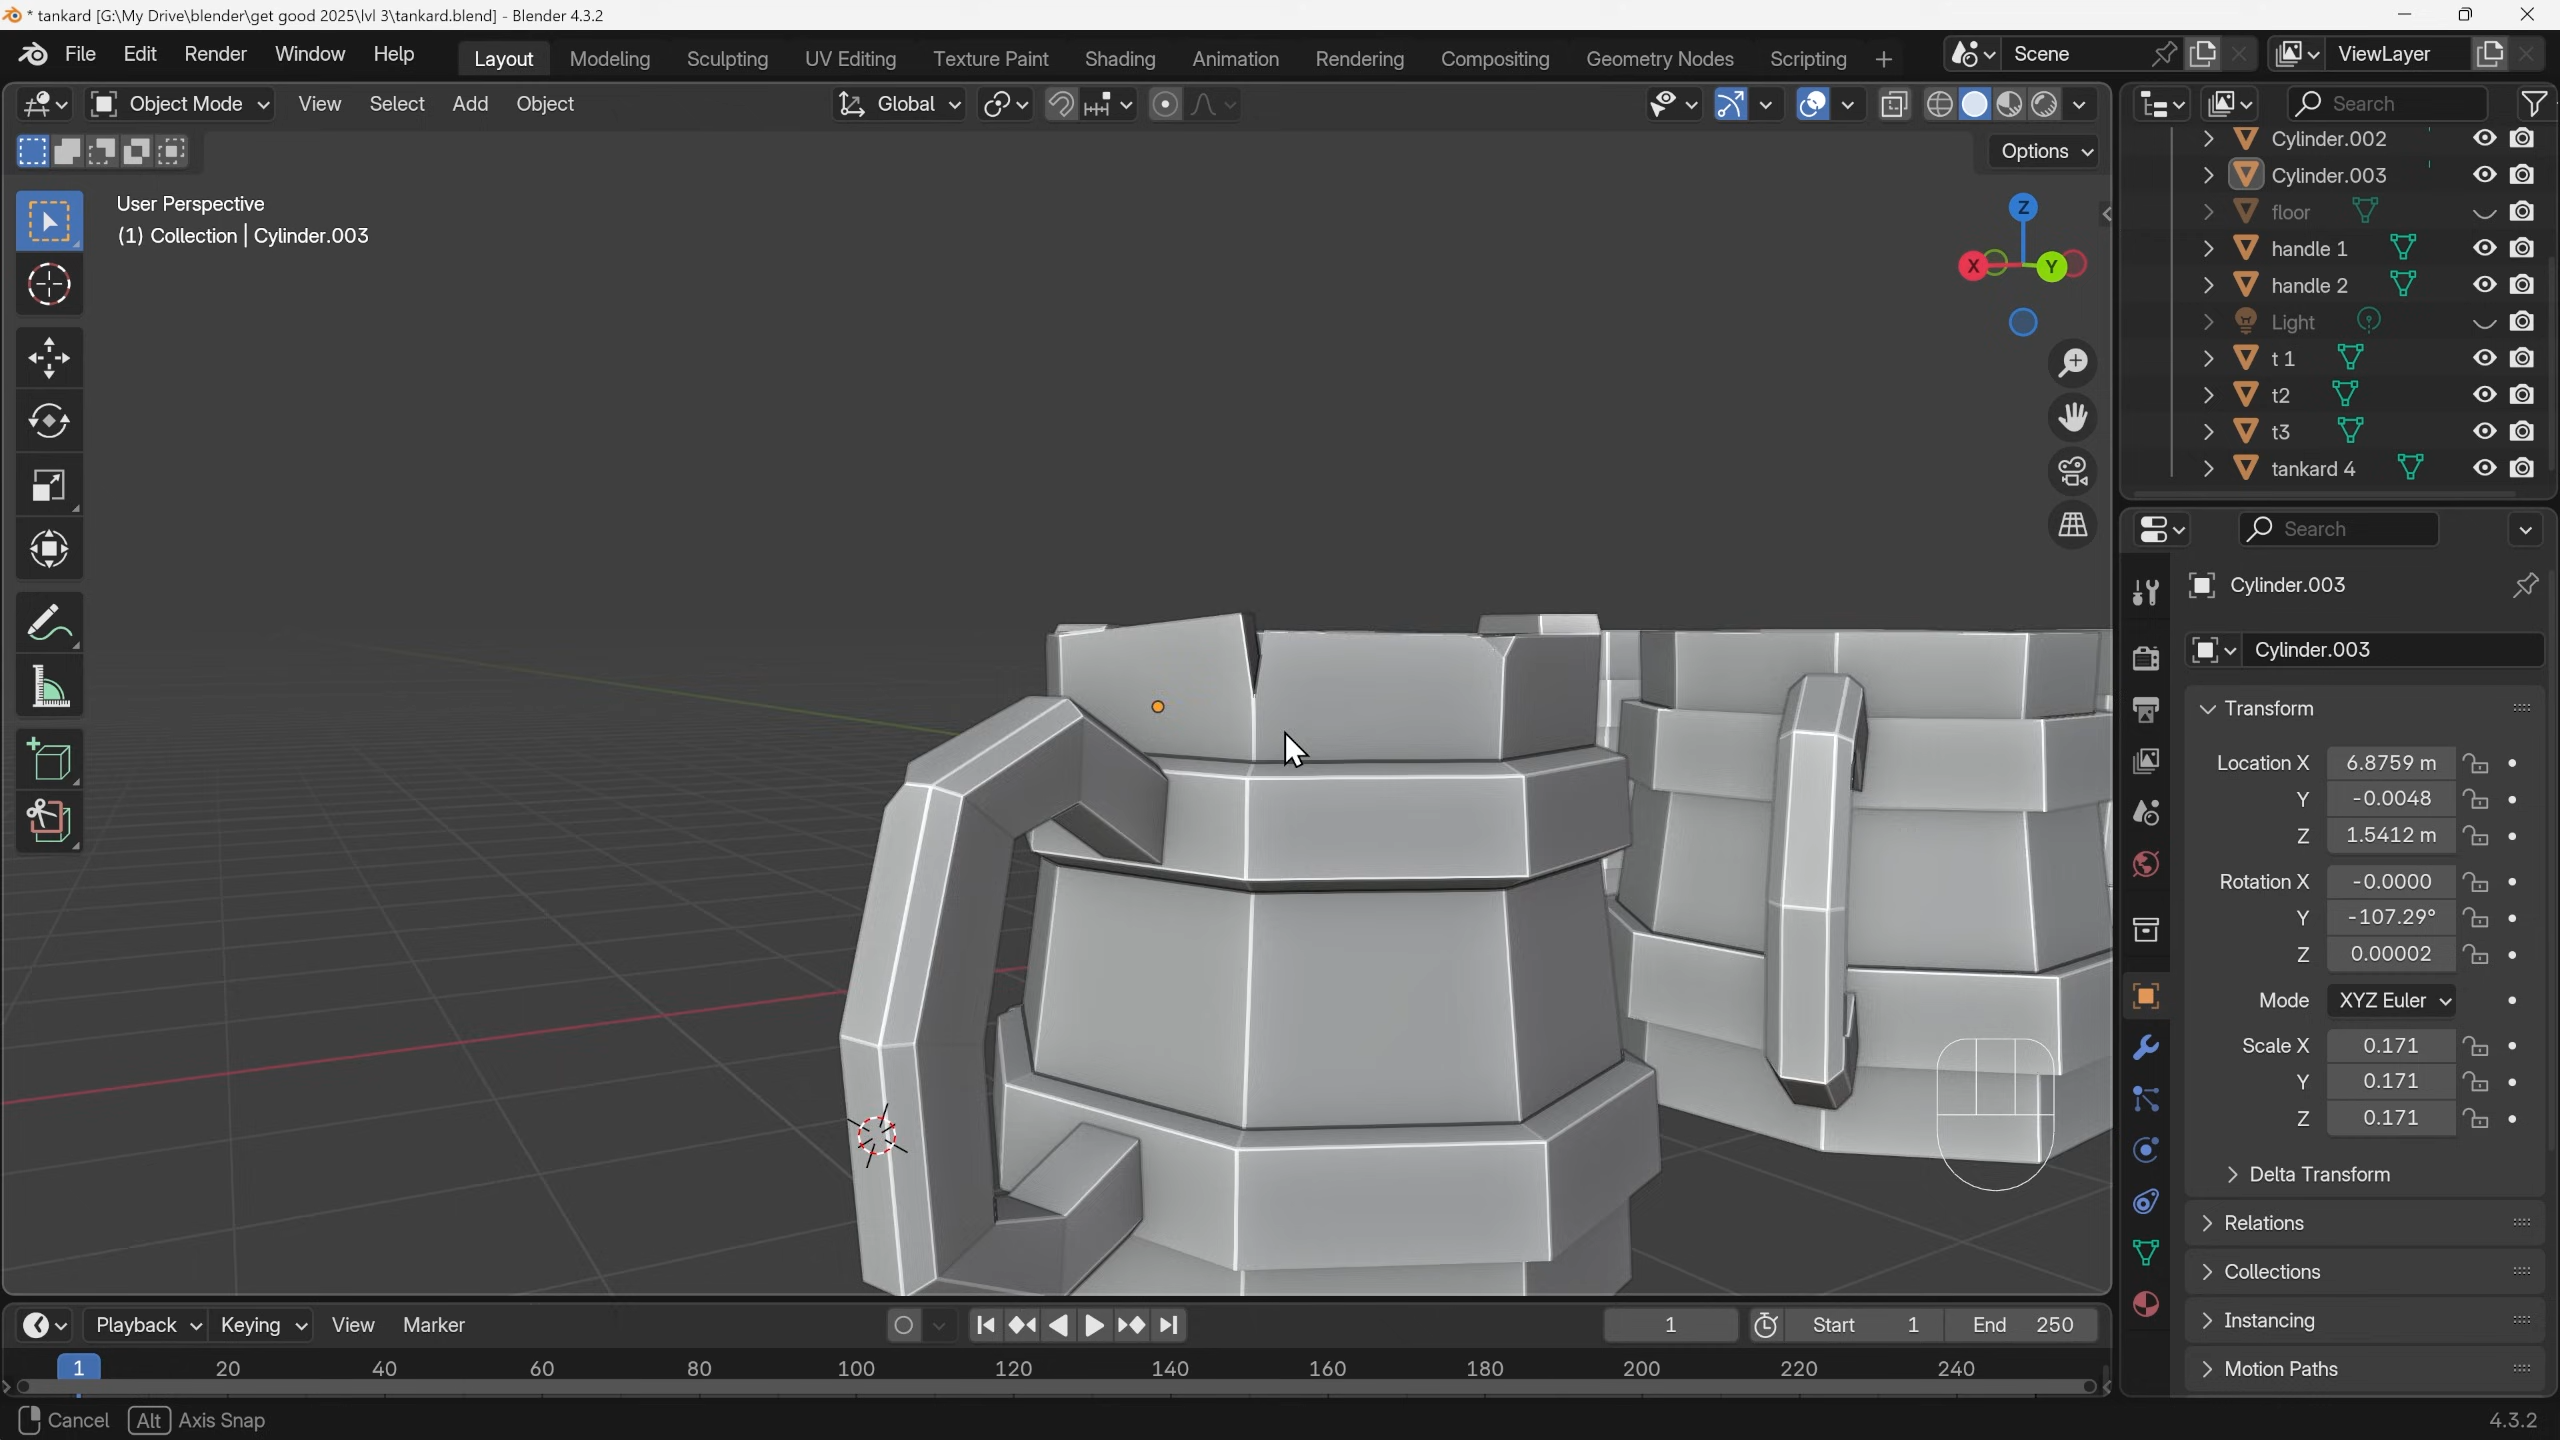 * tankard [G:\My Drive\blender\get good 2025\lvl 3\tankard.blend] - Blender 4.3.2
File Edit Render Window Help Layout Modeling Sculpting UV Editing Texture Paint Shading Animation Rendering Compositing Geometry Nodes Scripting + Scene ViewLayer
Object Mode View Select Add Object Global Search
Options
User Perspective
(1) Collection | Cylinder.003
Z
X
Y
Cylinder.002
Cylinder.003
floor
handle 1
handle 2
Light
t 1
t2
t3
tankard 4
Search
Cylinder.003
Cylinder.003
Transform
Location X 6.8759 m
Y -0.0048
Z 1.5412 m
Rotation X -0.0000
Y -107.29°
Z 0.00002
Mode XYZ Euler
Scale X 0.171
Y 0.171
Z 0.171
Delta Transform
Relations
Collections
Instancing
Motion Paths
Playback Keying View Marker 1 Start 1 End 250
1 20 40 60 80 100 120 140 160 180 200 220 240
Cancel Alt Axis Snap 4.3.2